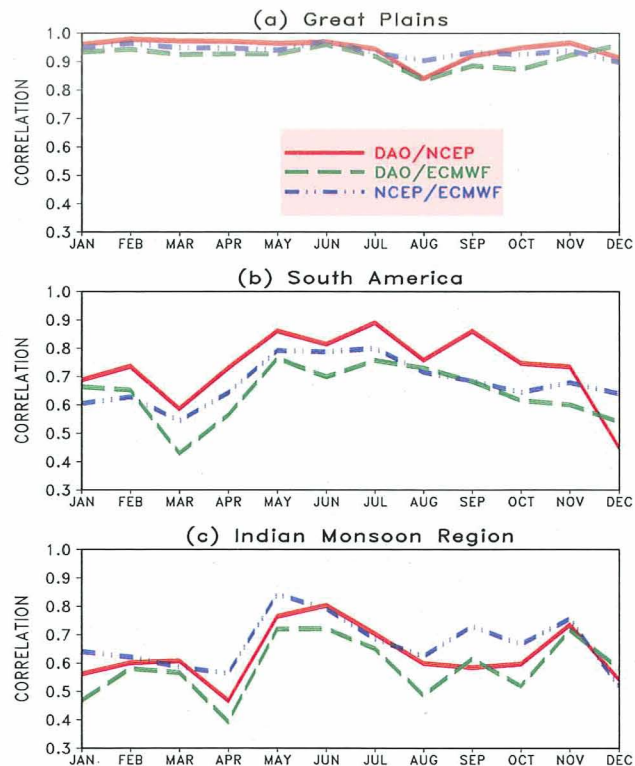 (a) Great Plains
1.0
0.9
0.8
0.7
0.6
0.5
0.4
0.3
CORRELATION
DAO/NCEP
DAO/ECMWF
NCEP/ECMWF
JAN FEB MAR APR MAY JUN JUL AUG SEP OCT NOV DEC
(b) South America
1.0
0.9
0.8
0.7
0.6
0.5
0.4
0.3
CORRELATION
JAN FEB MAR APR MAY JUN JUL AUG SEP OCT NOV DEC
(c) Indian Monsoon Region
1.0
0.9
0.8
0.7
0.6
0.5
0.4
0.3
CORRELATION
JAN FEB MAR APR MAY JUN JUL AUG SEP OCT NOV DEC